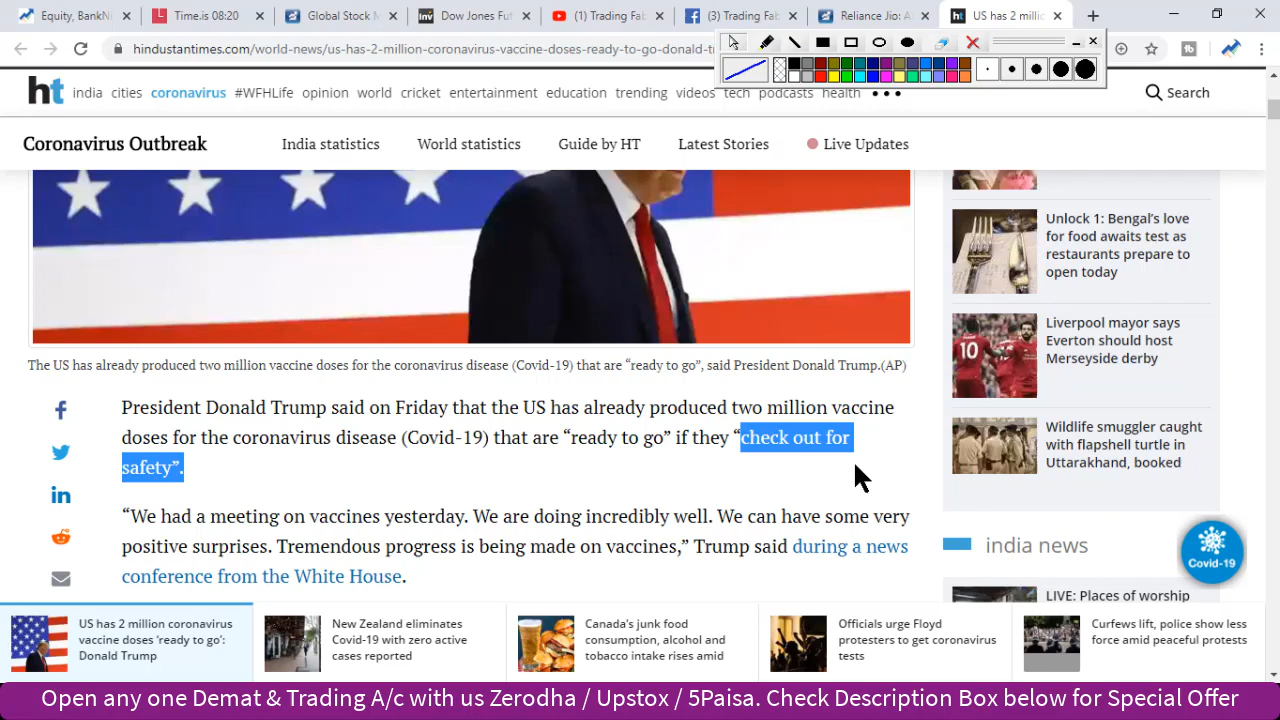 Equity, BankNi
Time.is 08:20
Global Stock M
Dow Jones Fut
(1) Trading Fab
(3) Trading Fab
Reliance Jio: A
US has 2 millic
hindustantimes.com/world-news/us-has-2-million-coronavirus-vaccine-doses-ready-to-go-donald-tr
ht india cities coronavirus #WFHLife opinion world cricket entertainment education trending videos tech podcasts health ••• Search
Coronavirus Outbreak India statistics World statistics Guide by HT Latest Stories Live Updates
The US has already produced two million vaccine doses for the coronavirus disease (Covid-19) that are “ready to go”, said President Donald Trump.(AP)
President Donald Trump said on Friday that the US has already produced two million vaccine
doses for the coronavirus disease (Covid-19) that are “ready to go” if they “check out for
safety”.
“We had a meeting on vaccines yesterday. We are doing incredibly well. We can have some very
positive surprises. Tremendous progress is being made on vaccines,” Trump said during a news
conference from the White House.
Unlock 1: Bengal’s love
for food awaits test as
restaurants prepare to
open today
10
Liverpool mayor says
Everton should host
Merseyside derby
Wildlife smuggler caught
with flapshell turtle in
Uttarakhand, booked
india news
Covid-19
LIVE: Places of worship
US has 2 million coronavirus
vaccine doses ‘ready to go’:
Donald Trump
New Zealand eliminates
Covid-19 with zero active
cases reported
Canada’s junk food
consumption, alcohol and
tobacco intake rises amid
Officials urge Floyd
protesters to get coronavirus
tests
Curfews lift, police show less
force amid peaceful protests
Open any one Demat & Trading A/c with us Zerodha / Upstox / 5Paisa. Check Description Box below for Special Offer